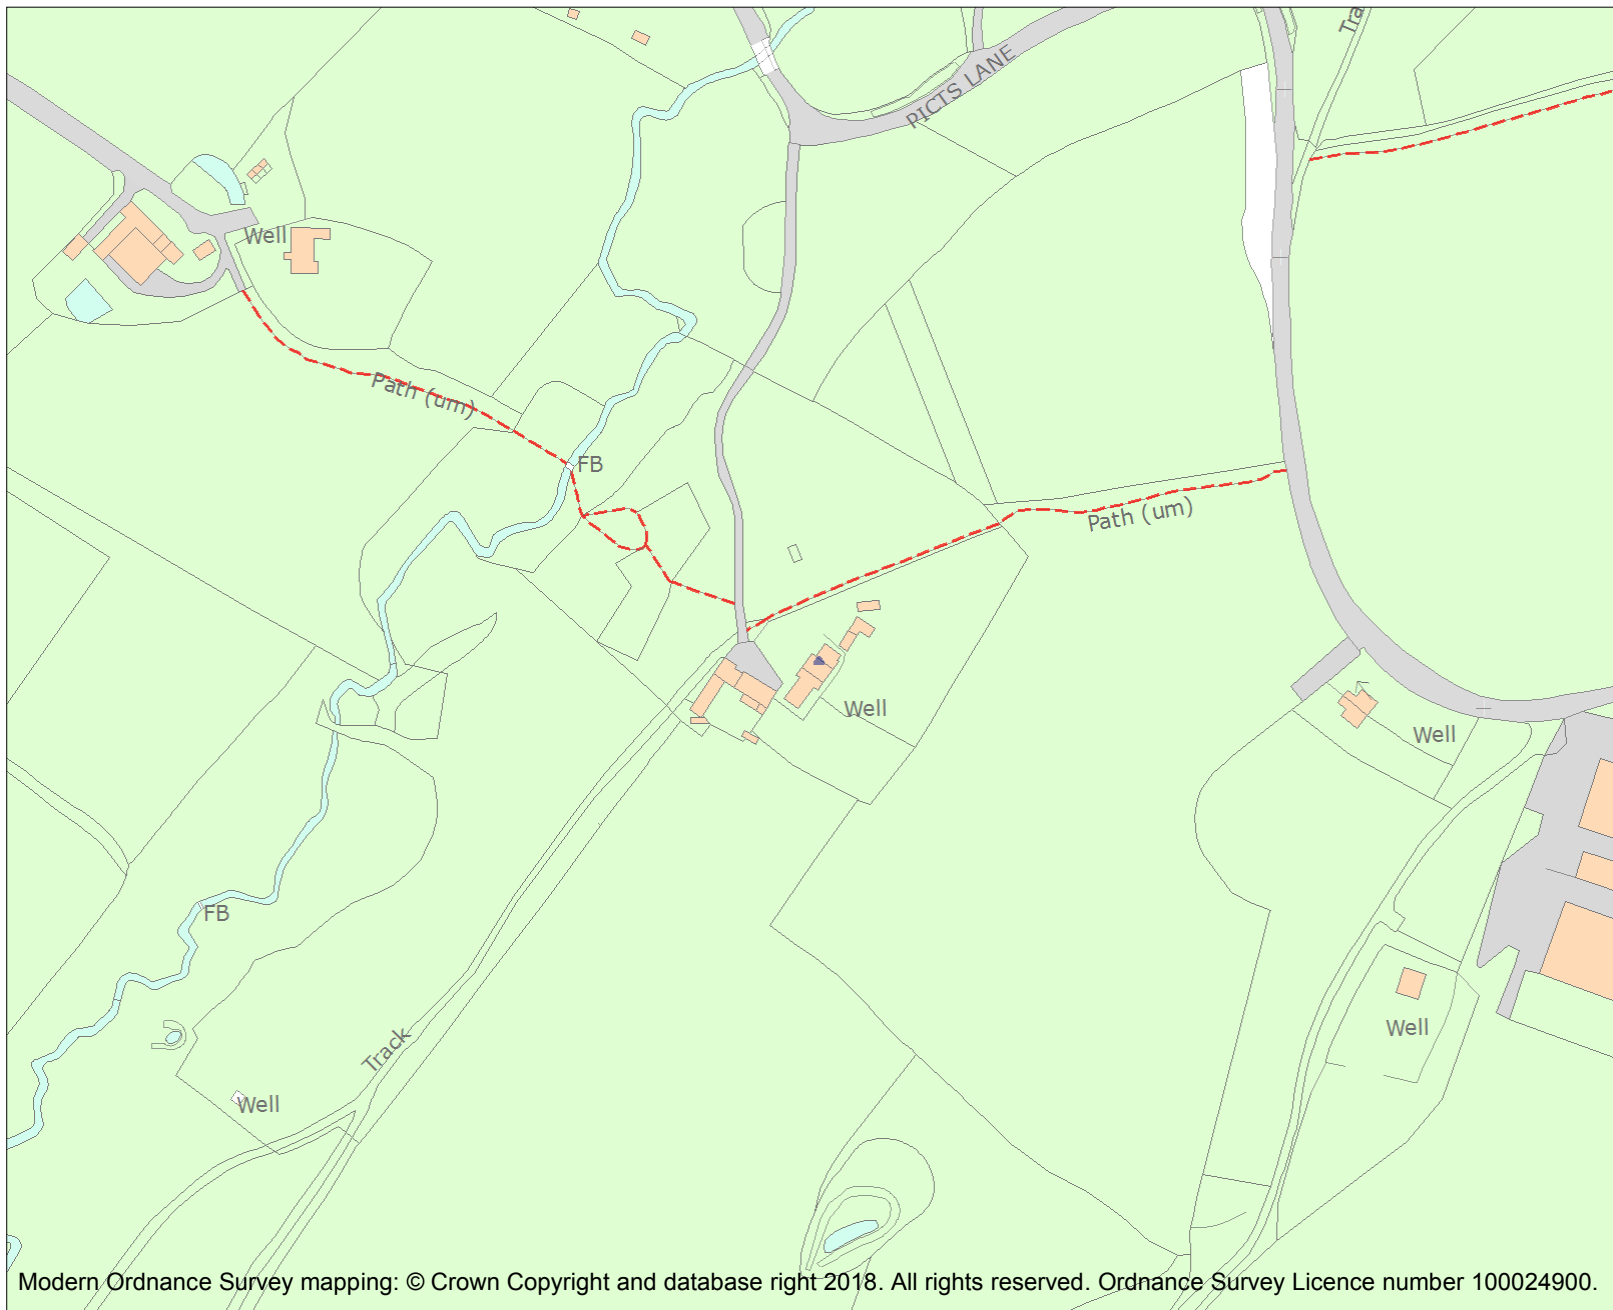 Tra
PICTS LANE
Well
Path (um)
FB
Path (um)
Well
Well
FB
Well
Track
Well
Modern Ordnance Survey mapping: © Crown Copyright and database right 2018. All rights reserved. Ordnance Survey Licence number 100024900.